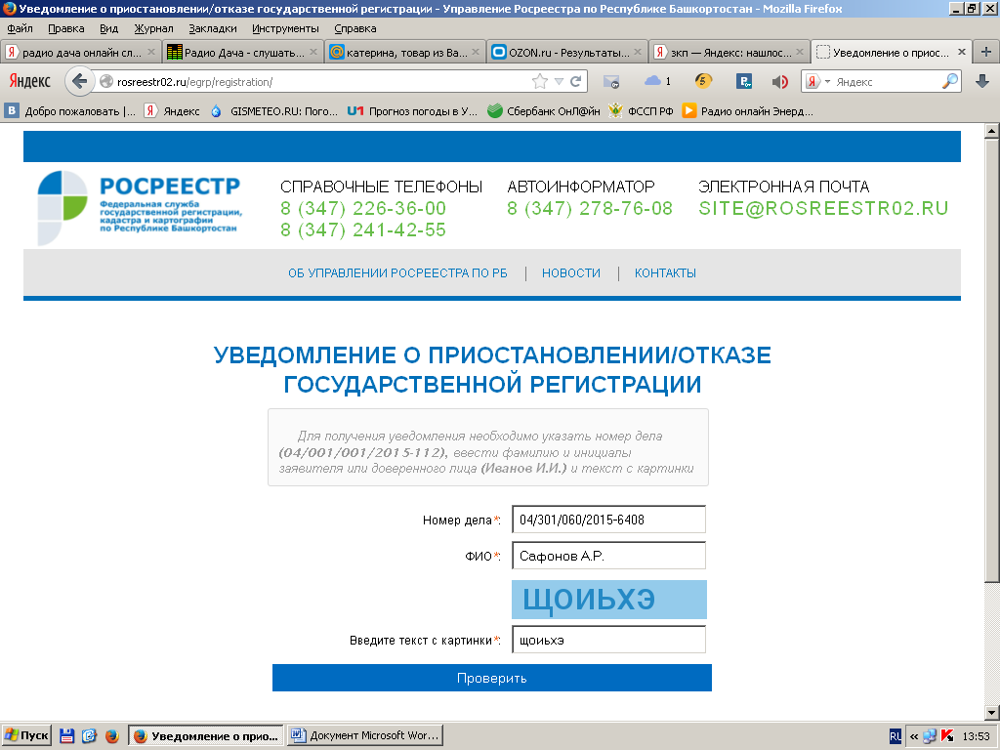 Уведомление о приостановлении/отказе государственной регистрации - Управление Росреестра по Республике Башкортостан - Mozilla Firefox
Файл Правка Вид Журнал Закладки Инструменты Справка
радио дача онлайн сл... Радио Дача - слушать... катерина, товар из Ва... OZON.ru - Результаты... зкп — Яндекс: нашлос... Уведомление о приос...
Яндекс rosreestr02.ru/egrp/registration/ 1 5 Яндекс
Добро пожаловать |... Яндекс GISMETEO.RU: Пого... Прогноз погоды в У... Сбербанк ОнЛ@йн ФССП РФ Радио онлайн Энерд...
РОСРЕЕСТР
Федеральная служба
государственной регистрации,
кадастра и картографии
по Республике Башкортостан
СПРАВОЧНЫЕ ТЕЛЕФОНЫ
8 (347) 226-36-00
8 (347) 241-42-55
АВТОИНФОРМАТОР
8 (347) 278-76-08
ЭЛЕКТРОННАЯ ПОЧТА
SITE@ROSREESTR02.RU
ОБ УПРАВЛЕНИИ РОСРЕЕСТРА ПО РБ | НОВОСТИ | КОНТАКТЫ
УВЕДОМЛЕНИЕ О ПРИОСТАНОВЛЕНИИ/ОТКАЗЕ
ГОСУДАРСТВЕННОЙ РЕГИСТРАЦИИ
Для получения уведомления необходимо указать номер дела
(04/001/001/2015-112), ввести фамилию и инициалы
заявителя или доверенного лица (Иванов И.И.) и текст с картинки
Номер дела*: 04/301/060/2015-6408
ФИО*: Сафонов А.Р.
ЩОИЬХЭ
Введите текст с картинки*: щоиьхэ
Проверить
Пуск Уведомление о прио... Документ Microsoft Wor... RU « 13:53